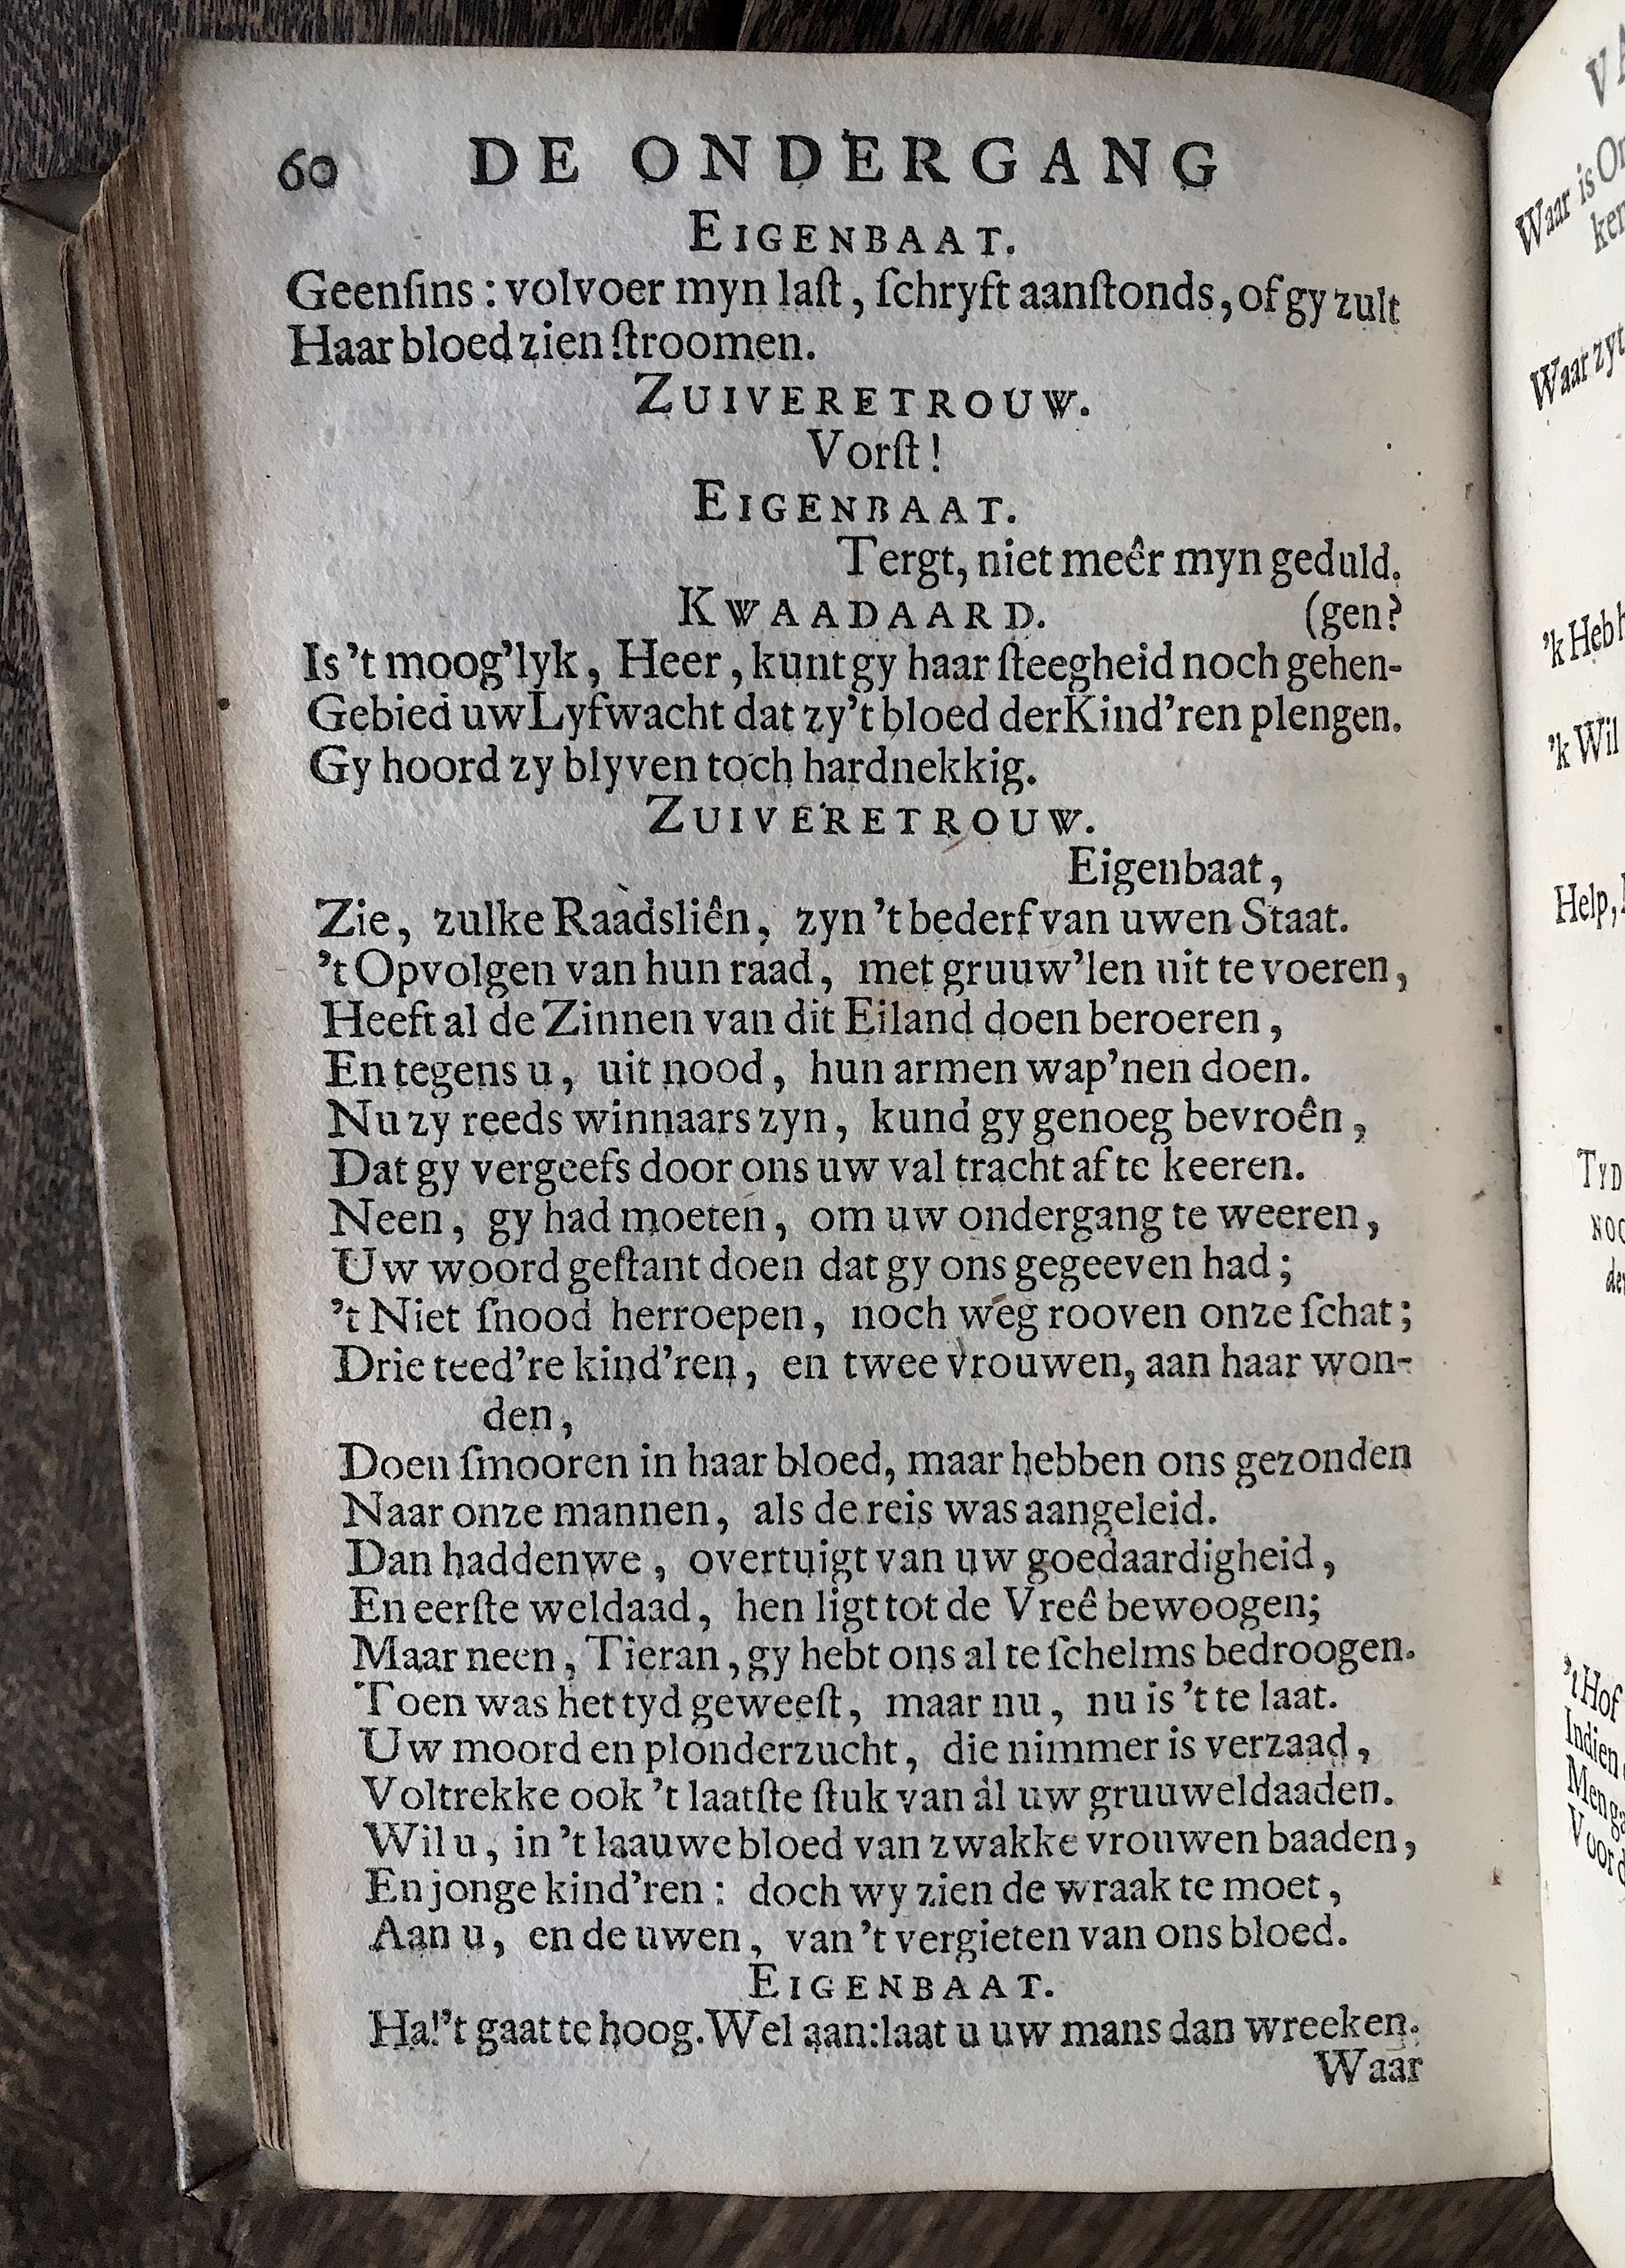 60 DE ONDERGANG
EIGENBAAT.
Geenſins: volvoer myn laſt, ſchryft aanſtonds, of gy zult
Haar bloed zien ſtroomen.
ZUIVERETROUW.
Vorſt!
EIGENBAAT.
Tergt, niet meêr myn geduld.
KWAADAARD. (gen?
Is 't moog'lyk, Heer, kunt gy haar ſteegheid noch gehen-
Gebied uw Lyfwacht dat zy 't bloed der Kind'ren plengen.
Gy hoord zy blyven toch hardnekkig.
ZUIVERETROUW.
Eigenbaat,
Zie, zulke Raadsliên, zyn 't bederf van uwen Staat.
't Opvolgen van hun raad, met gruuw'len uit te voeren,
Heeft al de Zinnen van dit Eiland doen beroeren,
En tegens u, uit nood, hun armen wap'nen doen.
Nu zy reeds winnaars zyn, kund gy genoeg bevroên,
Dat gy vergeefs door ons uw val tracht af te keeren.
Neen, gy had moeten, om uw ondergang te weeren,
Uw woord geſtant doen dat gy ons gegeeven had;
't Niet ſnood herroepen, noch weg rooven onze ſchat;
Drie teed're kind'ren, en twee vrouwen, aan haar won-
den,
Doen ſmooren in haar bloed, maar hebben ons gezonden
Naar onze mannen, als de reis was aangeleid.
Dan hadden we, overtuigt van uw goedaardigheid,
En eerſte weldaad, hen ligt tot de Vreê bewoogen;
Maar neen, Tieran, gy hebt ons al te ſchelms bedroogen.
Toen was het tyd geweeſt, maar nu, nu is 't te laat.
Uw moord en plonderzucht, die nimmer is verzaad,
Voltrekke ook 't laatſte ſtuk van al uw gruuweldaaden.
Wil u, in 't laauwe bloed van zwakke vrouwen baaden,
En jonge kind'ren: doch wy zien de wraak te moet,
Aan u, en de uwen, van 't vergieten van ons bloed.
EIGENBAAT.
Ha! 't gaat te hoog. Wel aan: laat u uw mans dan wreeken.
Waar
Waar is
Waar zyt
'k Heb
'k Wil
Help,
TYD
't Hof
Indien